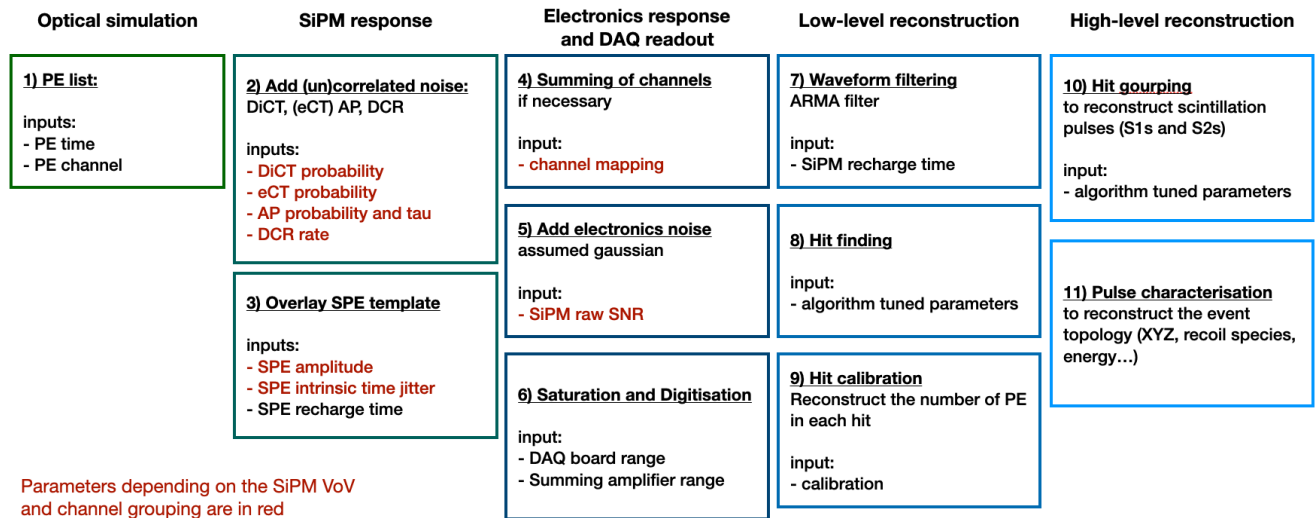 Optical simulation
1) PE list:
inputs:
- PE time
- PE channel
SiPM response
2) Add (un)correlated noise:
DiCT, (eCT) AP, DCR
inputs:
- DiCT probability
- eCT probability
- AP probability and tau
- DCR rate
3) Overlay SPE template
inputs:
- SPE amplitude
- SPE intrinsic time jitter
- SPE recharge time
Electronics response
and DAQ readout
4) Summing of channels
if necessary
input:
- channel mapping
5) Add electronics noise
assumed gaussian
input:
- SiPM raw SNR
6) Saturation and Digitisation
input:
- DAQ board range
- Summing amplifier range
Low-level reconstruction
7) Waveform filtering
ARMA filter
input:
- SiPM recharge time
8) Hit finding
input:
- algorithm tuned parameters
9) Hit calibration
Reconstruct the number of PE
in each hit
input:
- calibration
High-level reconstruction
10) Hit gourping
to reconstruct scintillation
pulses (S1s and S2s)
input:
- algorithm tuned parameters
11) Pulse characterisation
to reconstruct the event
topology (XYZ, recoil species,
energy…)
Parameters depending on the SiPM VoV
and channel grouping are in red